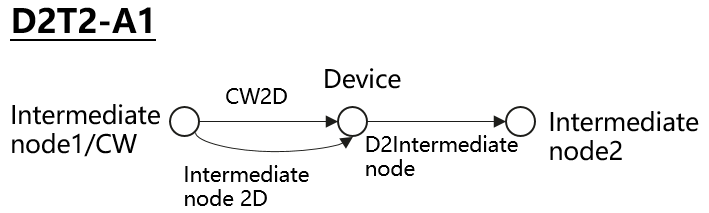 D2T2-A1
Device
CW2D
Intermediate
node1/CW
D2Intermediate
node
Intermediate
node2
Intermediate
node 2D